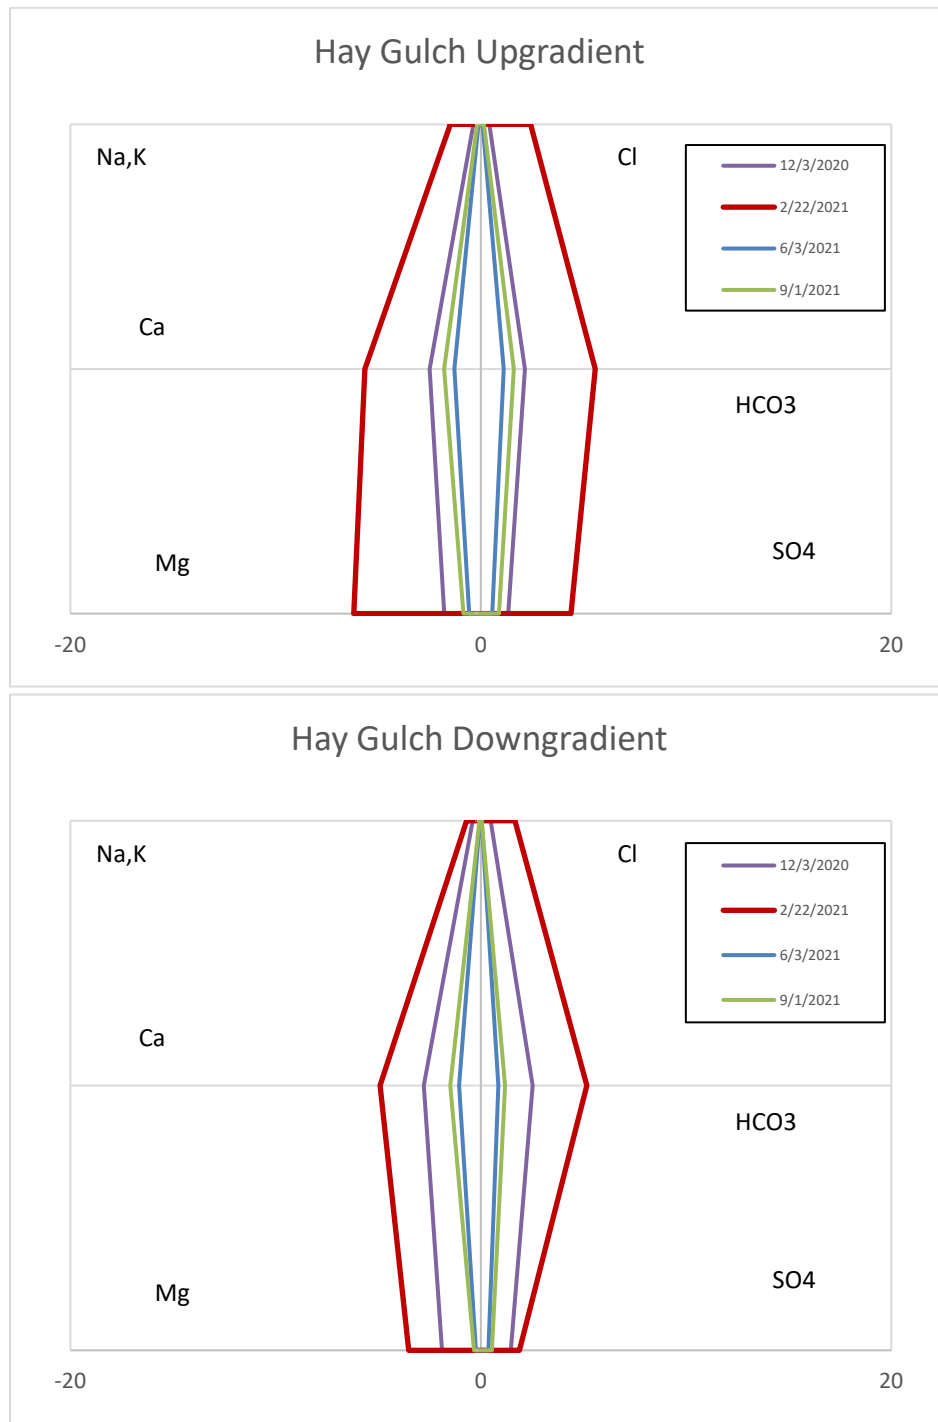 Hay Gulch Upgradient
Na,K
Cl
12/3/2020
2/22/2021
6/3/2021
9/1/2021
Ca
HCO3
Mg
SO4
-20
0
20
Hay Gulch Downgradient
Na,K
Cl
12/3/2020
2/22/2021
6/3/2021
9/1/2021
Ca
HCO3
Mg
SO4
-20
0
20